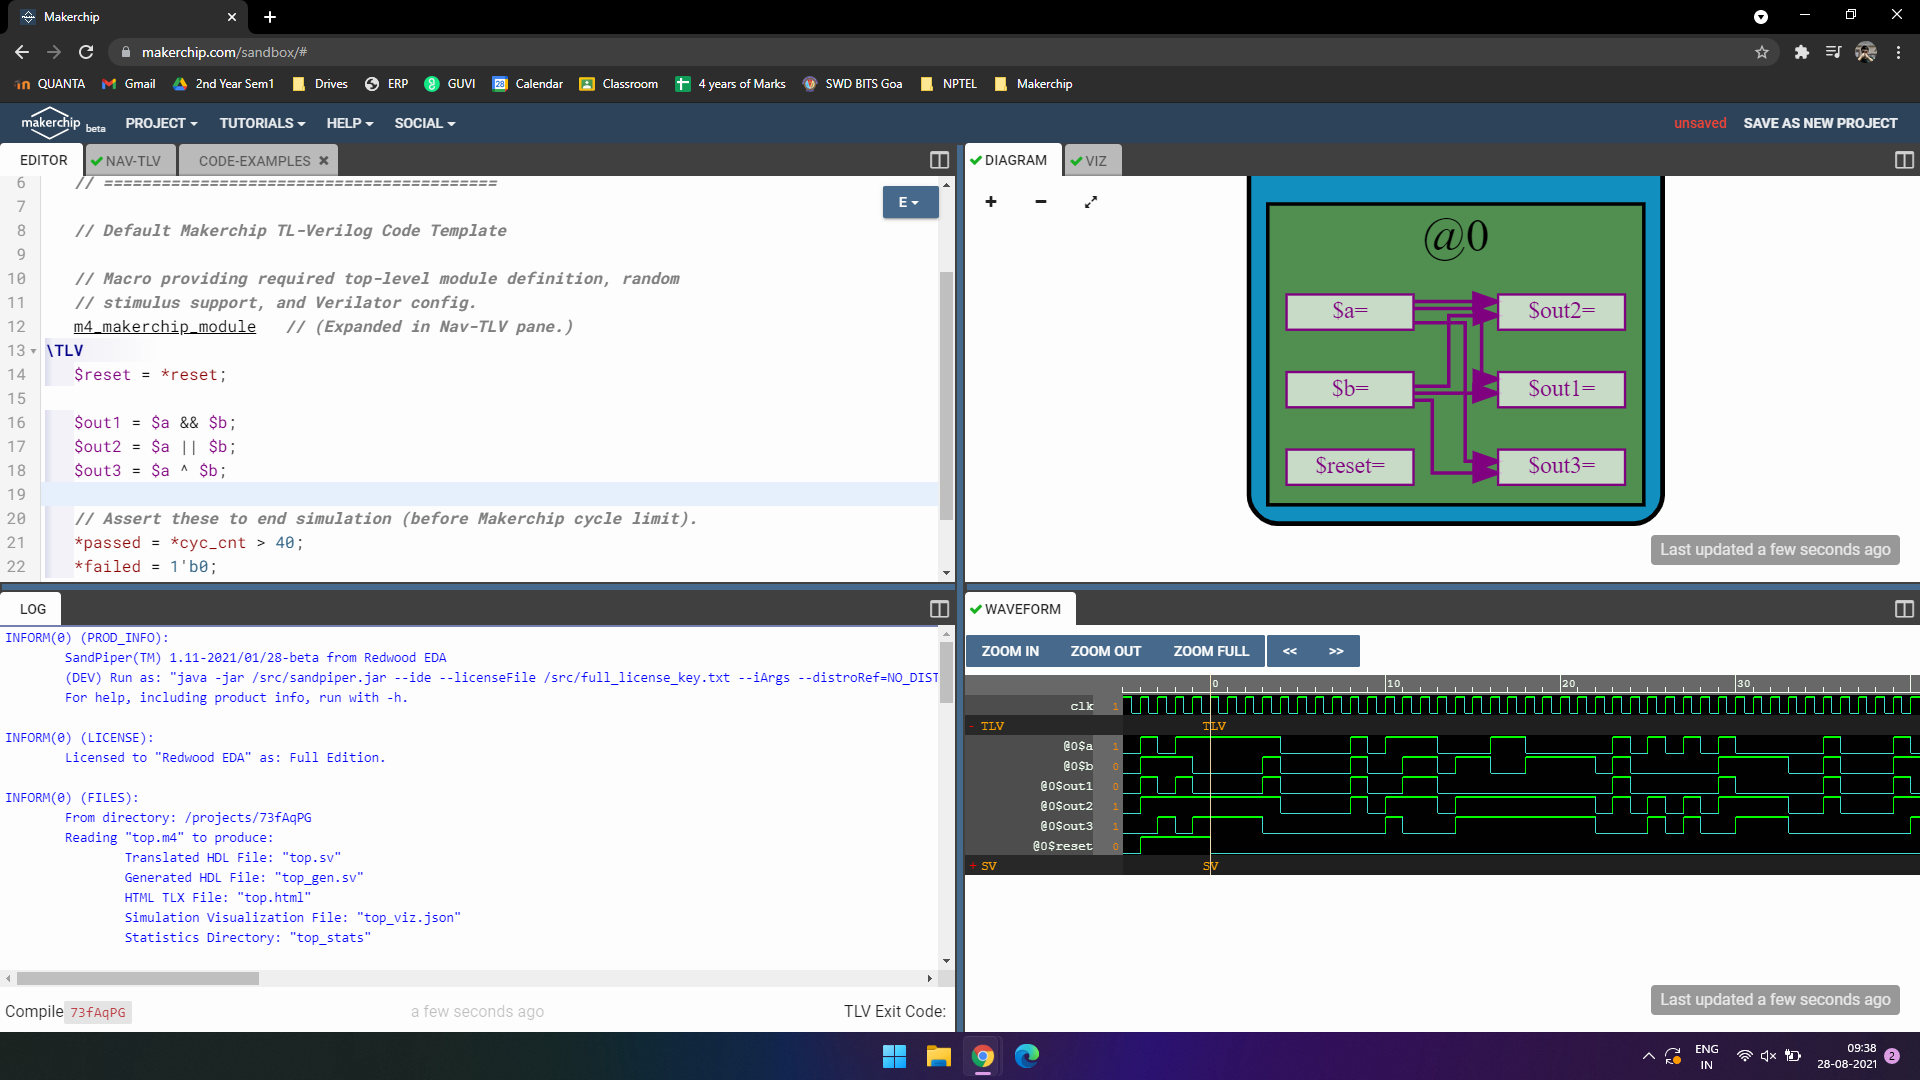 Makerchip
makerchip.com/sandbox/#
QUANTA Gmail 2nd Year Sem1 Drives ERP GUVI Calendar Classroom 4 years of Marks SWD BITS Goa NPTEL Makerchip
makerchip beta PROJECT TUTORIALS HELP SOCIAL unsaved SAVE AS NEW PROJECT
EDITOR NAV-TLV CODE-EXAMPLES
6 // =========================================
7
8 // Default Makerchip TL-Verilog Code Template
9
10 // Macro providing required top-level module definition, random
11 // stimulus support, and Verilator config.
12 m4_makerchip_module // (Expanded in Nav-TLV pane.)
13 \TLV
14 $reset = *reset;
15
16 $out1 = $a && $b;
17 $out2 = $a || $b;
18 $out3 = $a ^ $b;
19
20 // Assert these to end simulation (before Makerchip cycle limit).
21 *passed = *cyc_cnt > 40;
22 *failed = 1'b0;
E
DIAGRAM VIZ
@0
$a= $out2=
$b= $out1=
$reset= $out3=
Last updated a few seconds ago
LOG
INFORM(0) (PROD_INFO):
SandPiper(TM) 1.11-2021/01/28-beta from Redwood EDA
(DEV) Run as: "java -jar /src/sandpiper.jar --ide --licenseFile /src/full_license_key.txt --iArgs --distroRef=NO_DIST
For help, including product info, run with -h.
INFORM(0) (LICENSE):
Licensed to "Redwood EDA" as: Full Edition.
INFORM(0) (FILES):
From directory: /projects/73fAqPG
Reading "top.m4" to produce:
Translated HDL File: "top.sv"
Generated HDL File: "top_gen.sv"
HTML TLX File: "top.html"
Simulation Visualization File: "top_viz.json"
Statistics Directory: "top_stats"
Compile 73fAqPG a few seconds ago TLV Exit Code:
WAVEFORM
ZOOM IN ZOOM OUT ZOOM FULL << >>
0 10 20 30
clk 1
- TLV TLV
@0$a 1
@0$b 0
@0$out1 0
@0$out2 1
@0$out3 1
@0$reset 0
+ SV SV
Last updated a few seconds ago
ENG
IN
09:38
28-08-2021
2